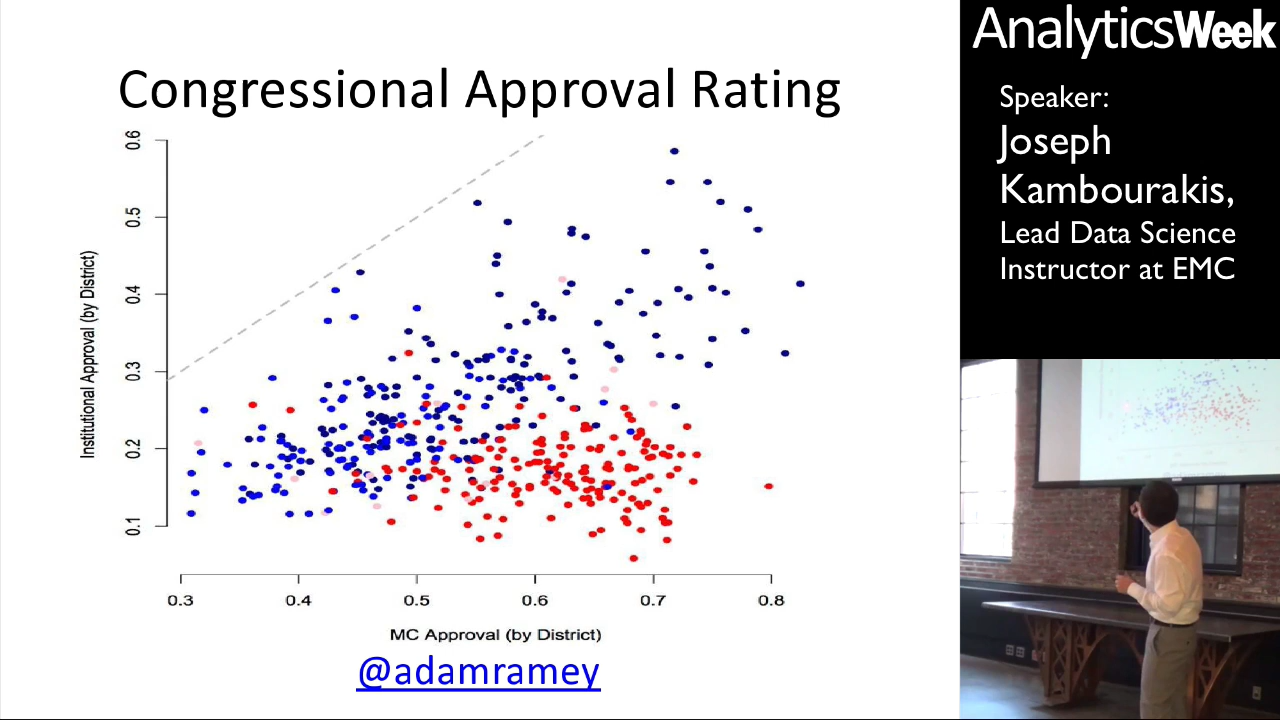 Congressional Approval Rating
0.6
0.5
0.4
0.3
0.2
0.1
Institutional Approval (by District)
0.3 0.4 0.5 0.6 0.7 0.8
MC Approval (by District)
@adamramey
AnalyticsWeek
Speaker:
Joseph
Kambourakis,
Lead Data Science
Instructor at EMC